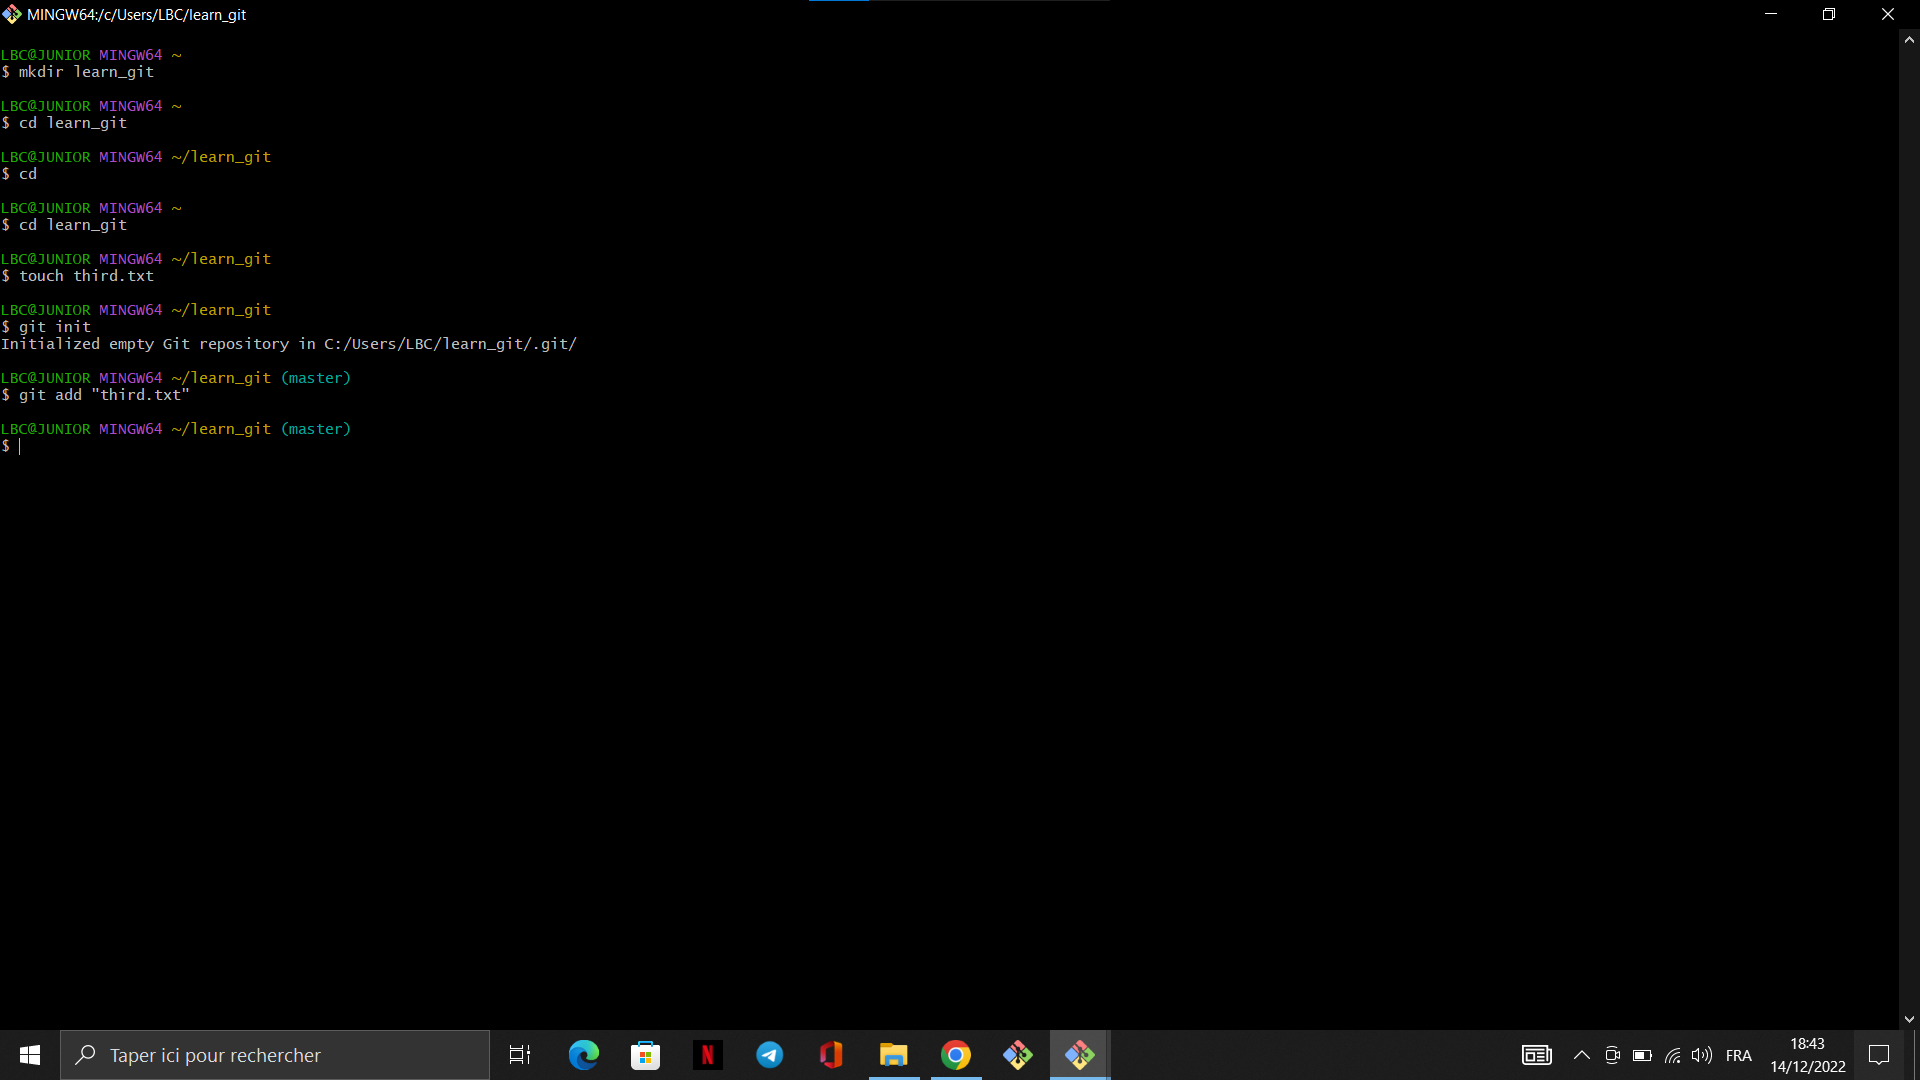 MINGW64:/c/Users/LBC/learn_git
LBC@JUNIOR MINGW64 ~
$ mkdir learn_git
LBC@JUNIOR MINGW64 ~
$ cd learn_git
LBC@JUNIOR MINGW64 ~/learn_git
$ cd
LBC@JUNIOR MINGW64 ~
$ cd learn_git
LBC@JUNIOR MINGW64 ~/learn_git
$ touch third.txt
LBC@JUNIOR MINGW64 ~/learn_git
$ git init
Initialized empty Git repository in C:/Users/LBC/learn_git/.git/
LBC@JUNIOR MINGW64 ~/learn_git (master)
$ git add "third.txt"
LBC@JUNIOR MINGW64 ~/learn_git (master)
$
Taper ici pour rechercher
N
FRA
18:43
14/12/2022